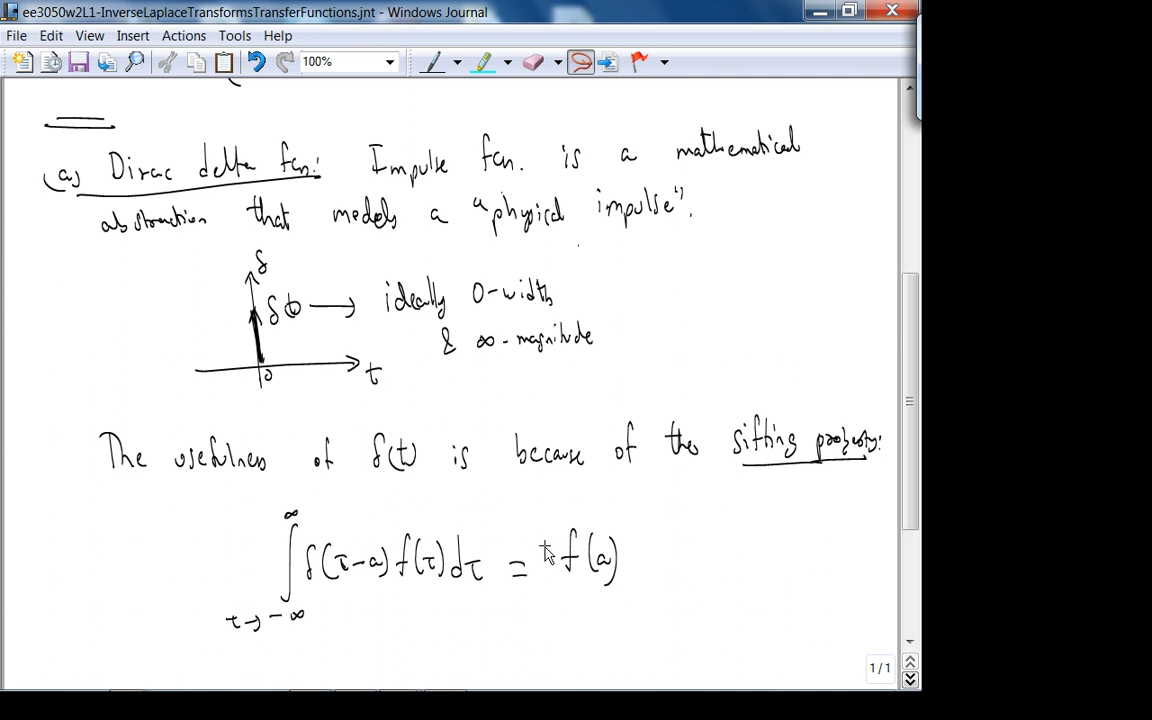 ee3050w2L1-InverseLaplaceTransformsTransferFunctions.jnt - Windows Journal
File Edit View Insert Actions Tools Help
100%
(a) Dirac delta fcn: Impulse fcn. is a mathematical
abstraction that models a "physical impulse".
δ
δ(t) → ideally 0-width
& ∞-magnitude
0
t
The usefulness of δ(t) is because of the sifting property:
∞
∫ δ(τ-a) f(τ) dτ = f(a)
τ→ -∞
1/1